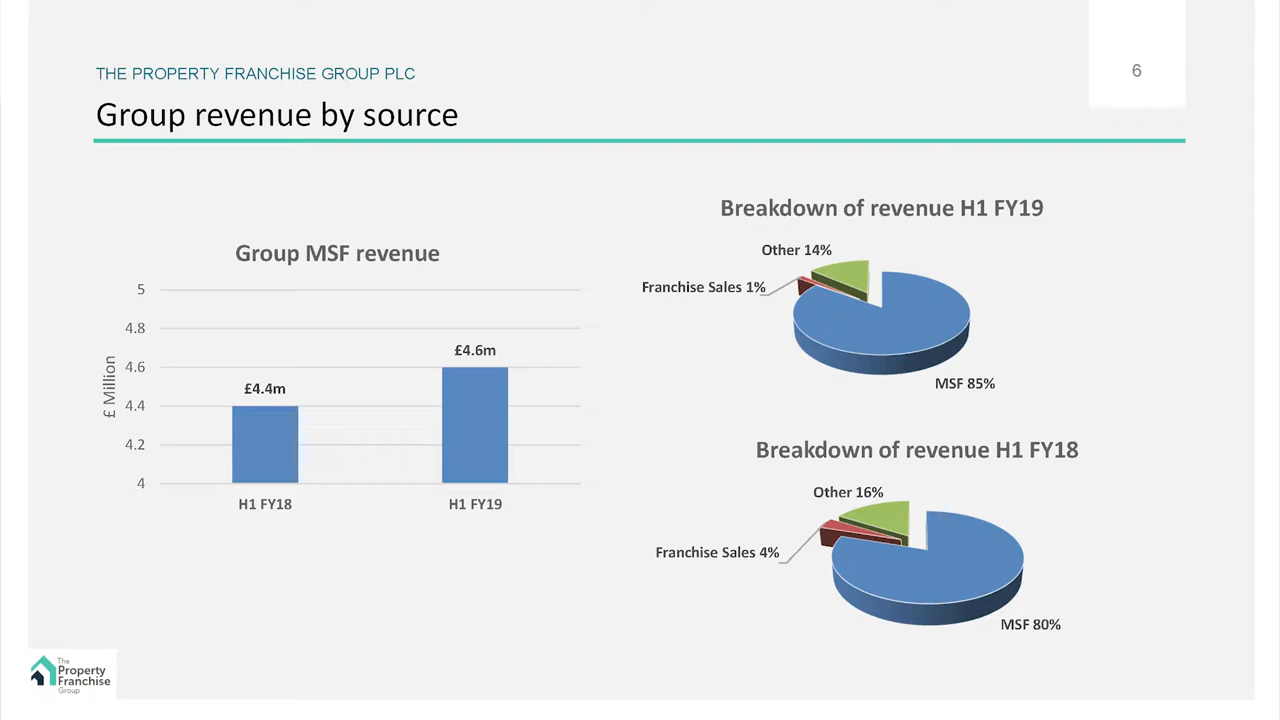 THE PROPERTY FRANCHISE GROUP PLC
6
Group revenue by source
Group MSF revenue
5
4.8
4.6
4.4
4.2
4
£ Million
£4.4m
£4.6m
H1 FY18
H1 FY19
Breakdown of revenue H1 FY19
Other 14%
Franchise Sales 1%
MSF 85%
Breakdown of revenue H1 FY18
Other 16%
Franchise Sales 4%
MSF 80%
The
Property
Franchise
Group